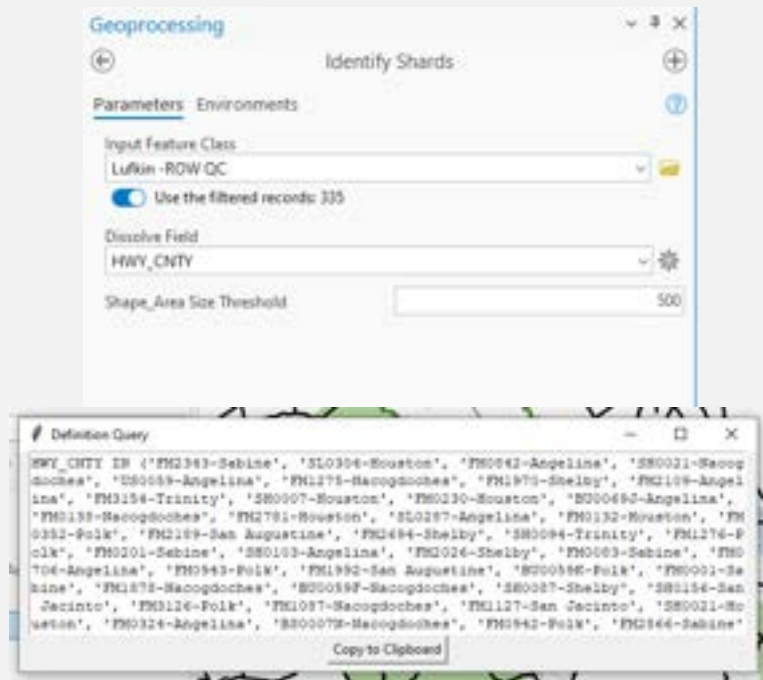 Geoprocessing
Identify Shards
Parameters Environments
Input Feature Class
Lufkin -ROW QC
Use the filtered records: 335
Dissolve Field
HWY_CNTY
Shape_Area Size Threshold
500
Definition Query
HWY_CNTY IN ('FM2343-Sabine', 'SL0304-Houston', 'FM0842-Angelina', 'SH0021-Nacog
doches', 'US0059-Angelina', 'FM1275-Nacogdoches', 'FM1970-Shelby', 'FM2109-Angel
ina', 'FM3154-Trinity', 'SH0007-Houston', 'FM0230-Houston', 'BU0069J-Angelina',
'FM0138-Nacogdoches', 'FM2781-Houston', 'SL0287-Angelina', 'FM0132-Houston', 'FM
0352-Polk', 'FM2189-San Augustine', 'FM2694-Shelby', 'SH0094-Trinity', 'FM1276-P
olk', 'FM0201-Sabine', 'SH0103-Angelina', 'FM2026-Shelby', 'FM0083-Sabine', 'FM0
706-Angelina', 'FM0943-Polk', 'FM1992-San Augustine', 'BU0059K-Polk', 'FM0001-Sa
bine', 'FM1878-Nacogdoches', 'BU0059F-Nacogdoches', 'SH0087-Shelby', 'SH0156-San
Jacinto', 'FM3126-Polk', 'FM1087-Nacogdoches', 'FM1127-San Jacinto', 'SH0021-Ho
uston', 'FM0324-Angelina', 'BS0007N-Nacogdoches', 'FM0942-Polk', 'FM2866-Sabine'
Copy to Clipboard